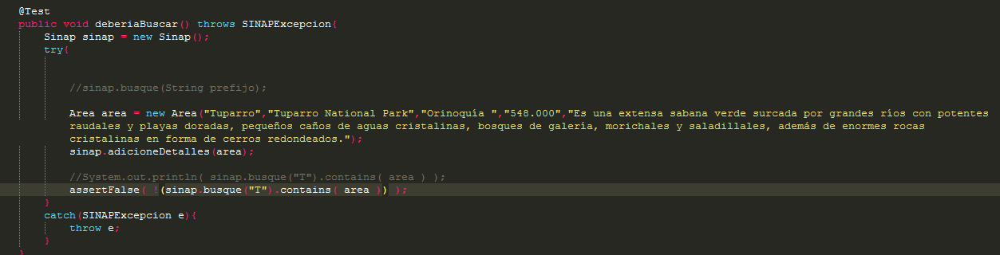 @Test
public void deberiaBuscar() throws SINAPExcepcion{
Sinap sinap = new Sinap();
try{
//sinap.busque(String prefijo);
Area area = new Area("Tuparro","Tuparro National Park","Orinoquía ","548.000","Es una extensa sabana verde surcada por grandes ríos con potentes
raudales y playas doradas, pequeños caños de aguas cristalinas, bosques de galería, morichales y saladillales, además de enormes rocas
cristalinas en forma de cerros redondeados.");
sinap.adicioneDetalles(area);
//System.out.println( sinap.busque("T").contains( area ) );
assertFalse( !(sinap.busque("T").contains( area )) );
}
catch(SINAPExcepcion e){
throw e;
}
}